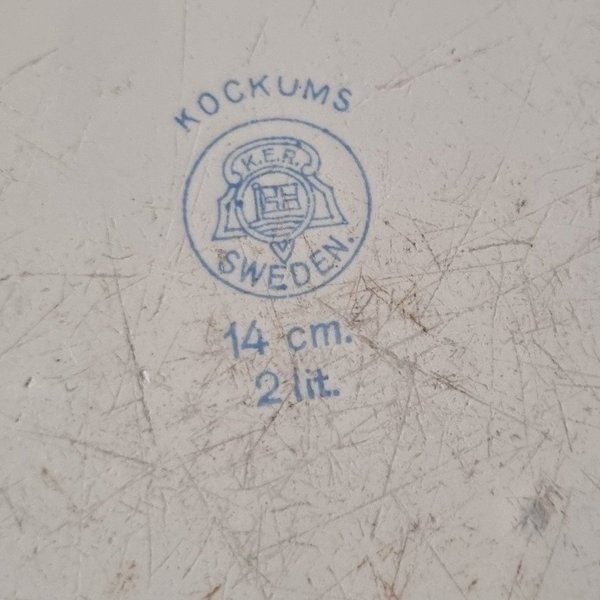 KOCKUMS
K.E.R.
SWEDEN.
14 cm.
2 lit.